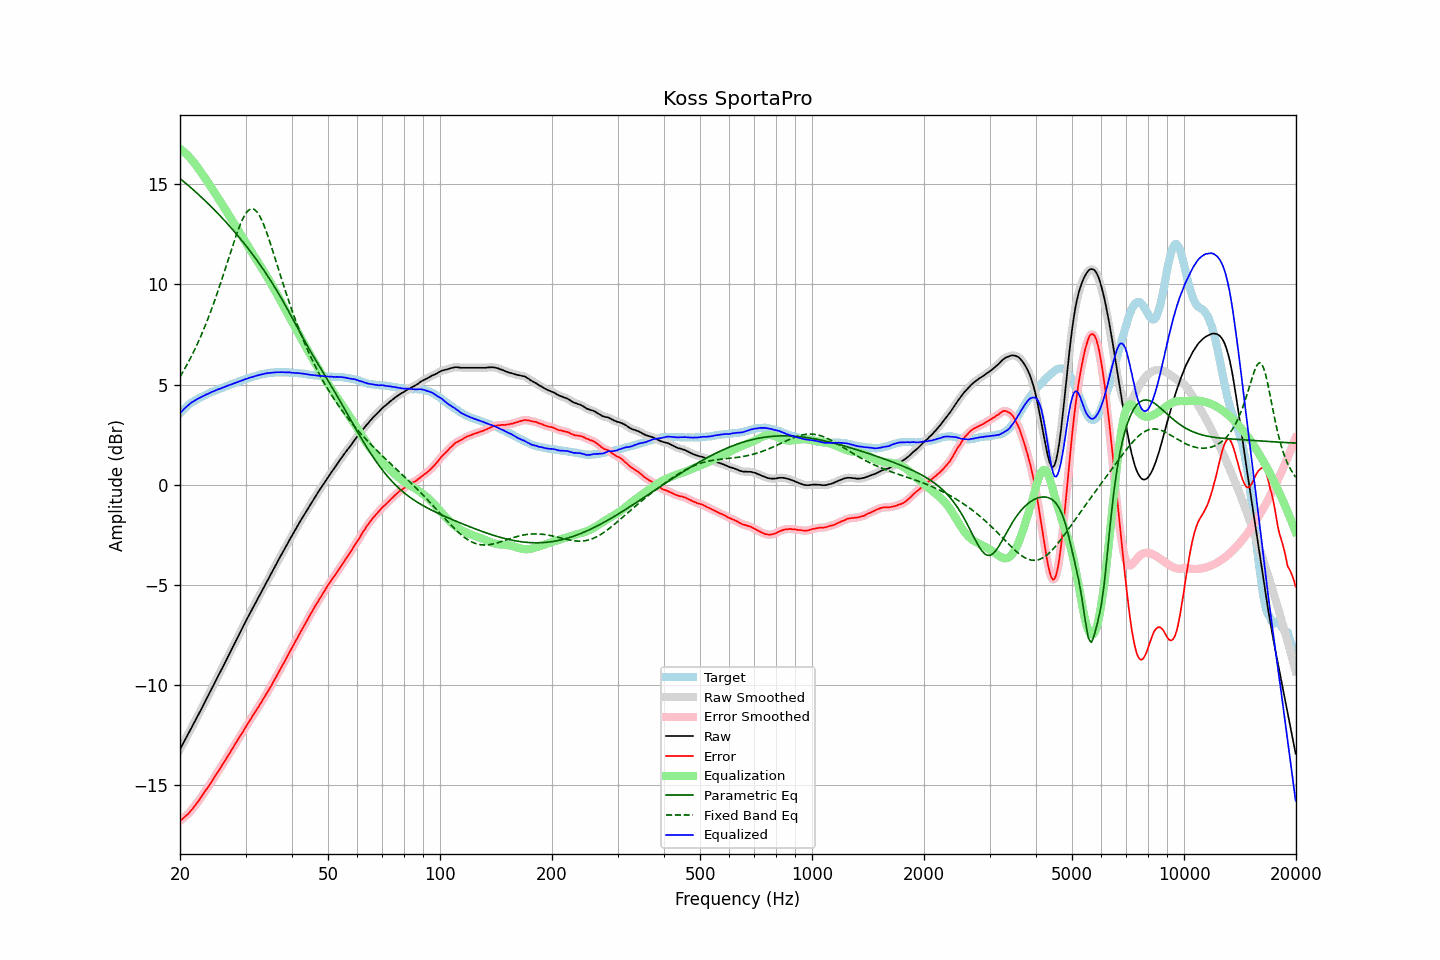 Koss SportaPro
Amplitude (dBr)
15
10
5
0
−5
−10
−15
Target
Raw Smoothed
Error Smoothed
Raw
Error
Equalization
Parametric Eq
Fixed Band Eq
Equalized
20
50
100
200
500
1000
2000
5000
10000
20000
Frequency (Hz)